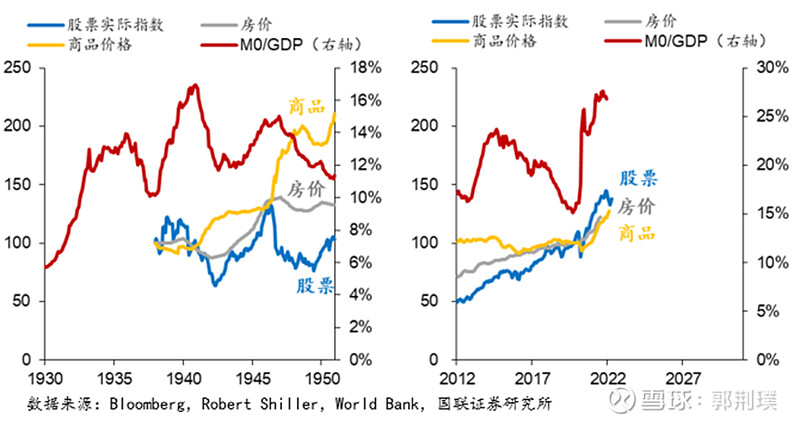 股票实际指数 房价
商品价格 M0/GDP（右轴）
250
200
150
100
50
0
18%
16%
14%
12%
10%
8%
6%
4%
2%
0%
商品
房价
股票
1930 1935 1940 1945 1950
股票实际指数 房价
商品价格 M0/GDP（右轴）
250
200
150
100
50
0
30%
25%
20%
15%
10%
5%
0%
股票
房价
商品
2012 2017 2022 2027
数据来源: Bloomberg, Robert Shiller, World Bank, 国联证券研究所
雪球：郭荆璞